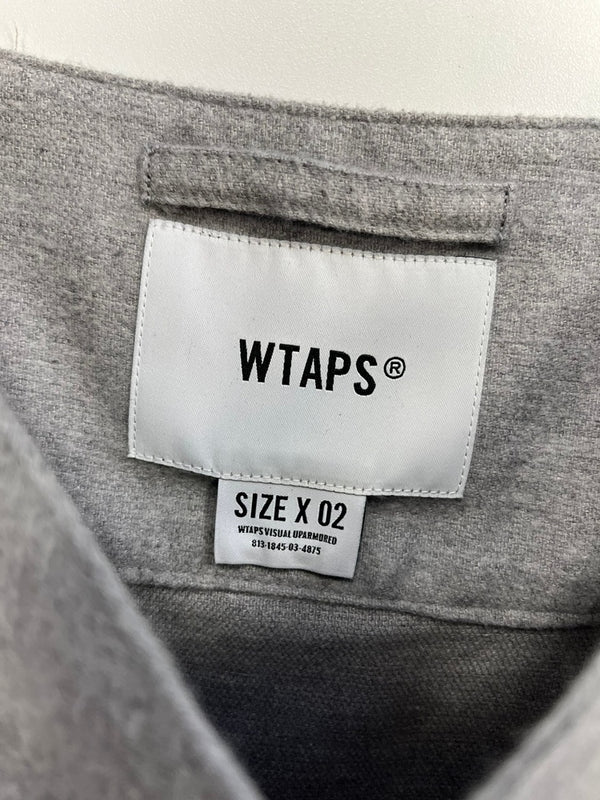 WTAPS®
SIZE X 02
WTAPS VISUAL UPARMORED
813-1845-03-4875